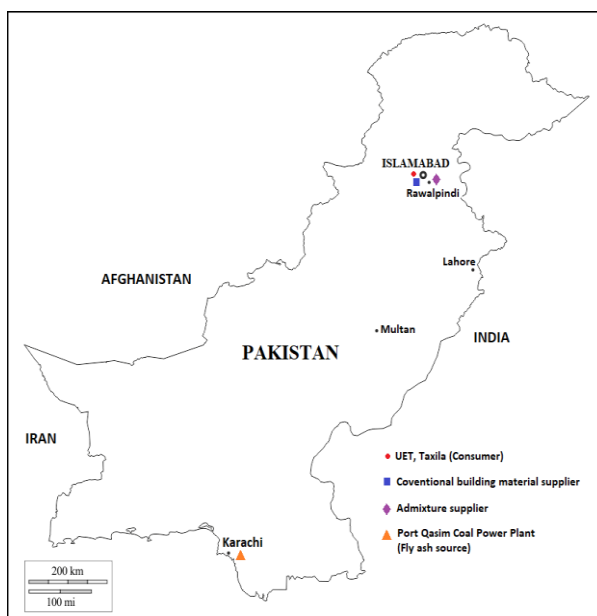 ISLAMABAD
Rawalpindi
Lahore
AFGHANISTAN
Multan
INDIA
PAKISTAN
IRAN
UET, Taxila (Consumer)
Coventional building material supplier
Admixture supplier
Port Qasim Coal Power Plant
(Fly ash source)
Karachi
200 km
100 mi